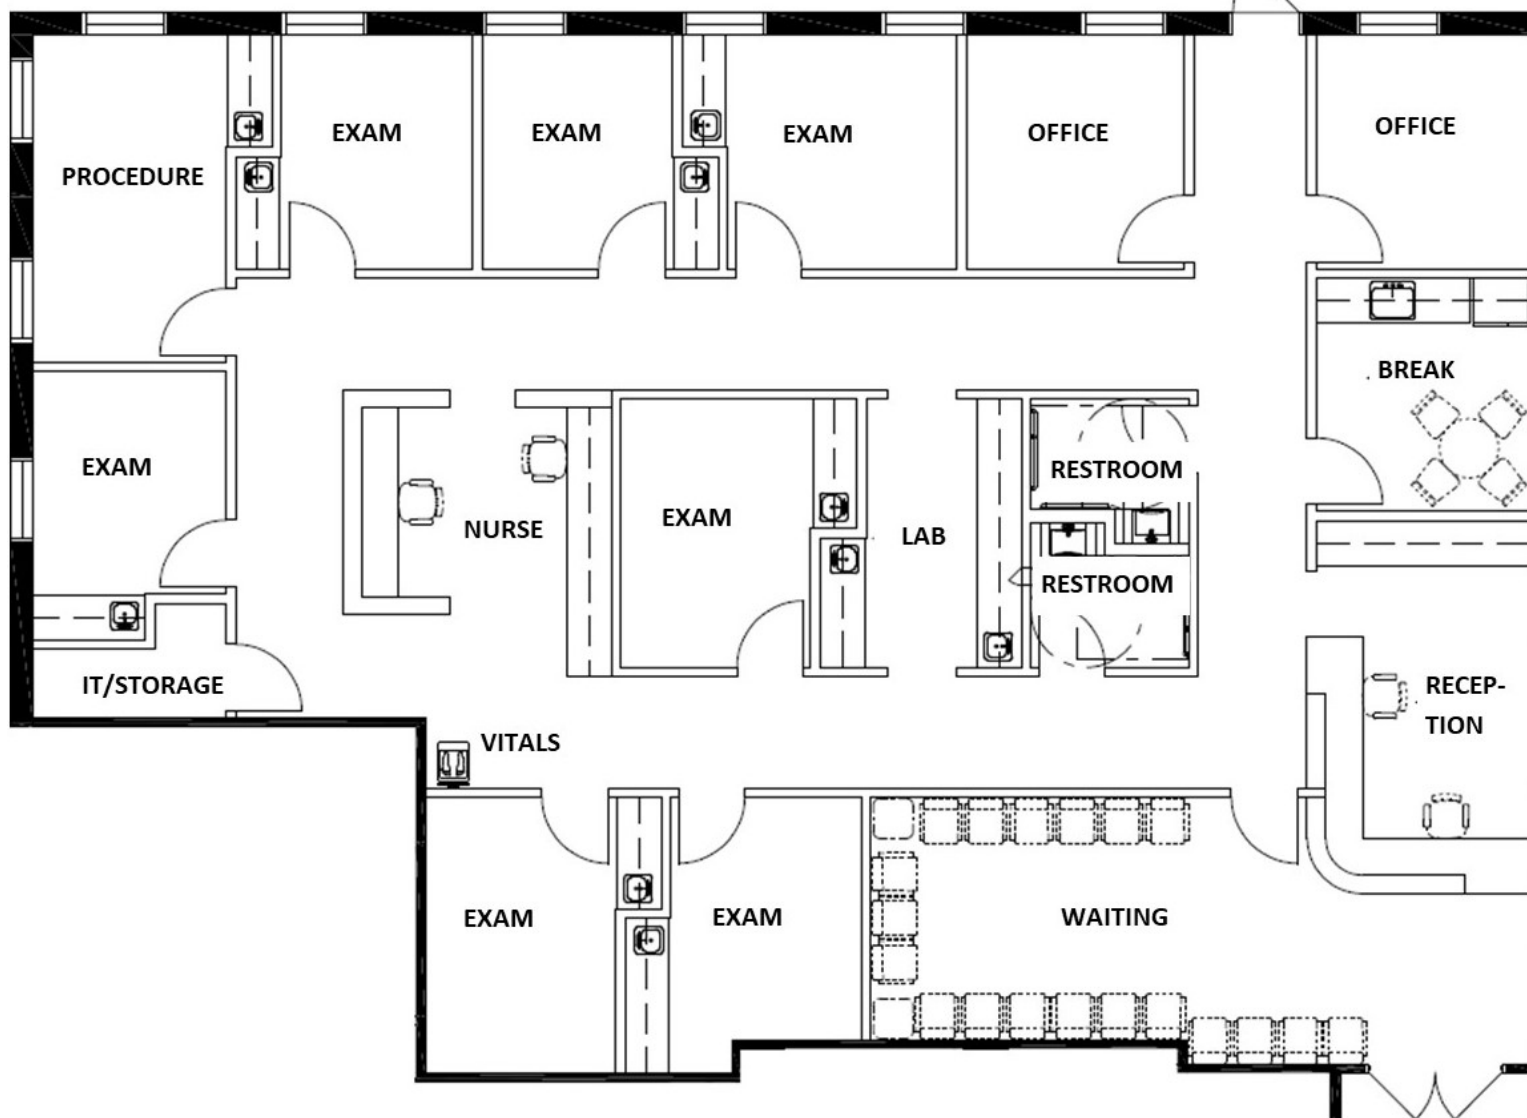 EXAM
EXAM
EXAM
OFFICE
OFFICE
PROCEDURE
BREAK
EXAM
RESTROOM
EXAM
NURSE
LAB
RESTROOM
IT/STORAGE
RECEP-
TION
VITALS
EXAM
EXAM
WAITING